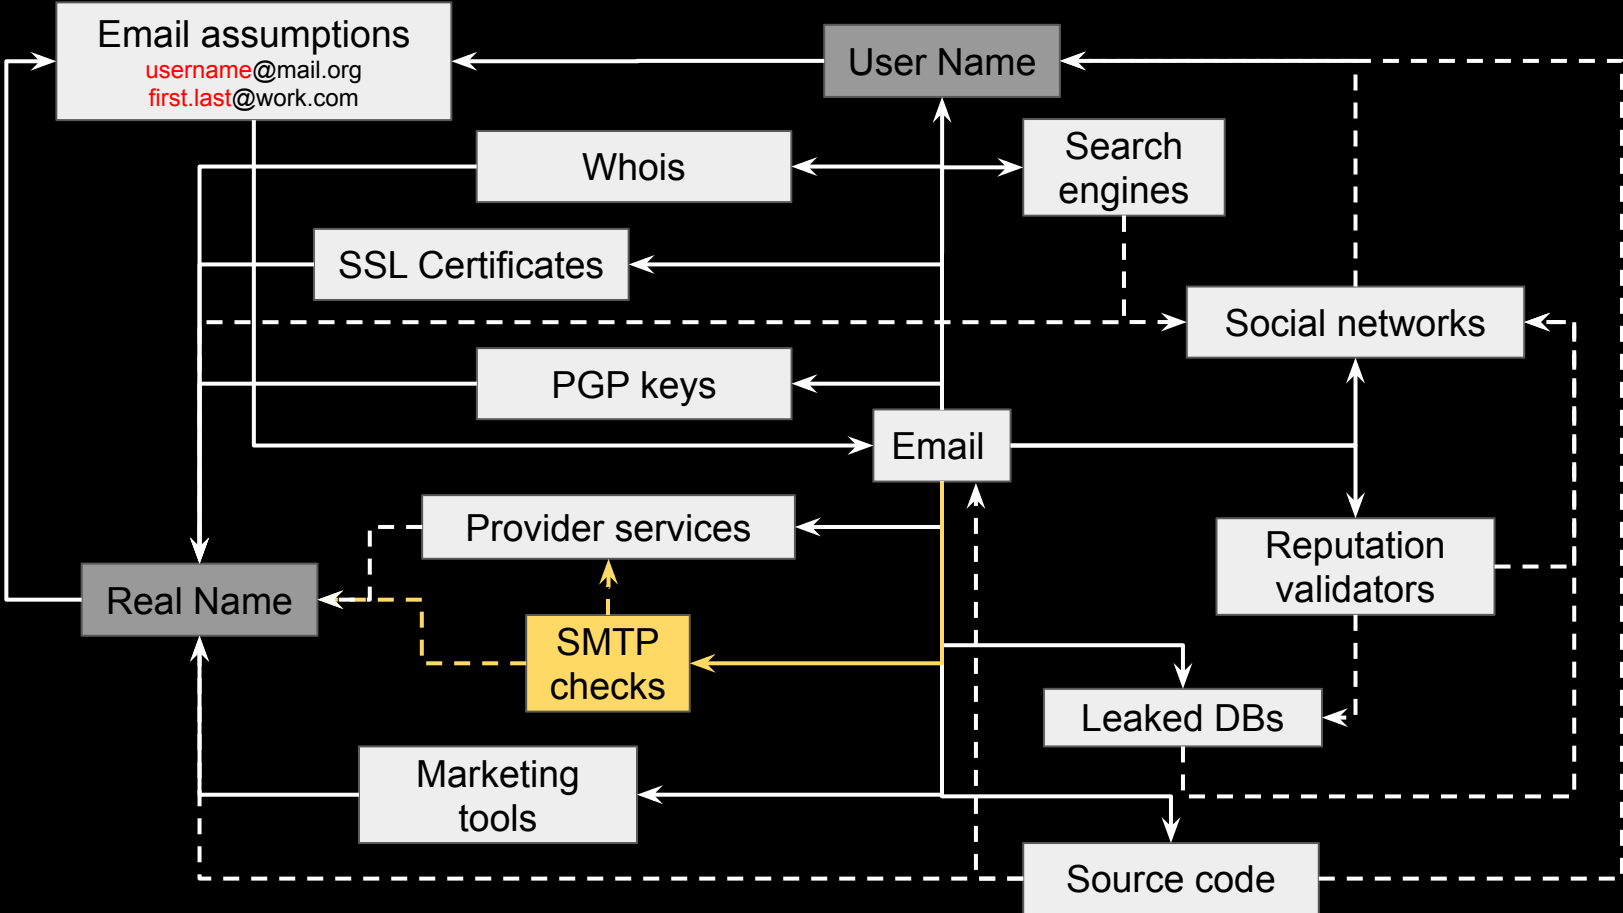 Email assumptions
username@mail.org
first.last@work.com
User Name
Whois
Search
engines
SSL Certificates
Social networks
PGP keys
Email
Provider services
Reputation
validators
Real Name
SMTP
checks
Leaked DBs
Marketing
tools
Source code